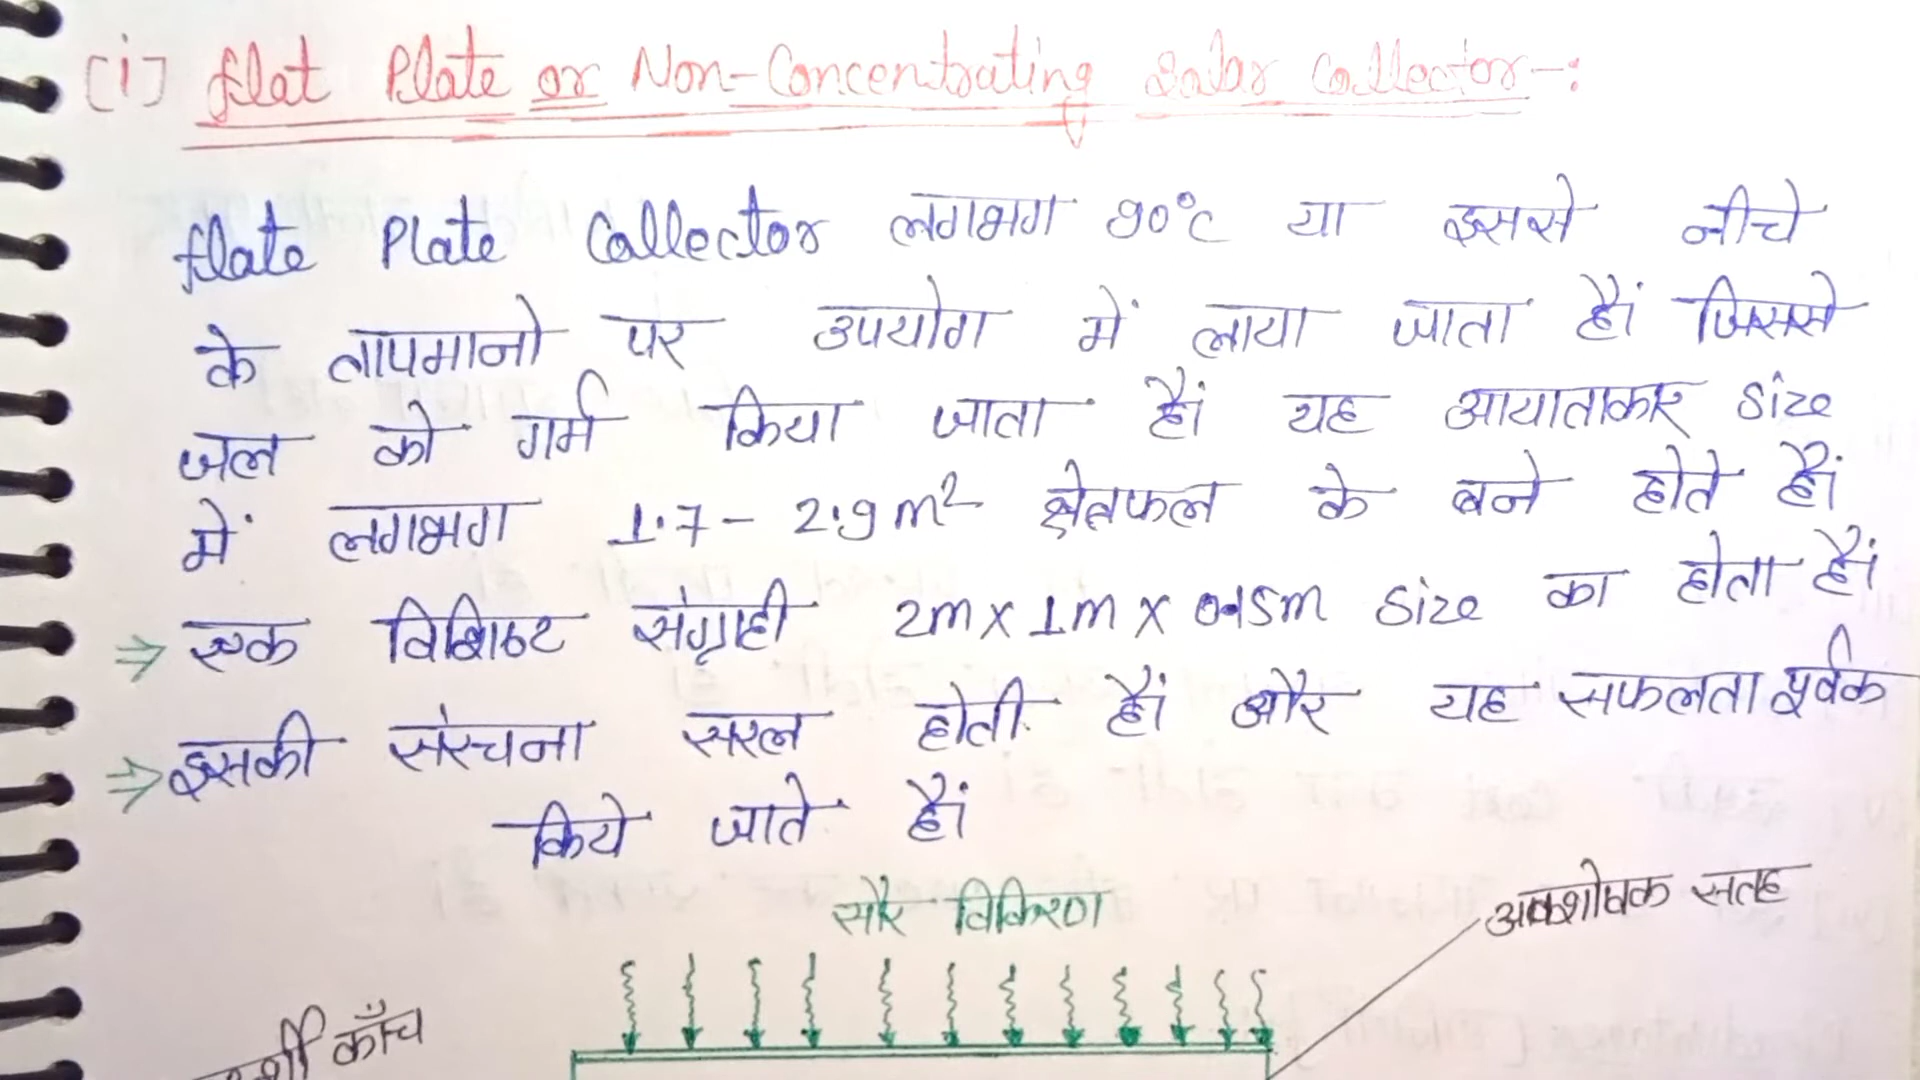 (i) flat Plate or Non-Concentrating Solar Collector-:
flate Plate Collector लगभग 90°C या इससे नीचे
के तापमानो पर उपयोग में लाया जाता हैं जिससे
जल को गर्म किया जाता हैं यह आयाताकार Size
में लगभग 1.7 - 2.9 m² क्षेत्रफल के बने होते हैं
⇒ एक विशिष्ट संग्राही 2m x 1m x 0.15m Size का होता हैं
⇒ इसकी संरचना सरल होती हैं और यह सफलता पूर्वक
किये जाते हैं
सौर विकिरण
अवशोषक सतह
काँच